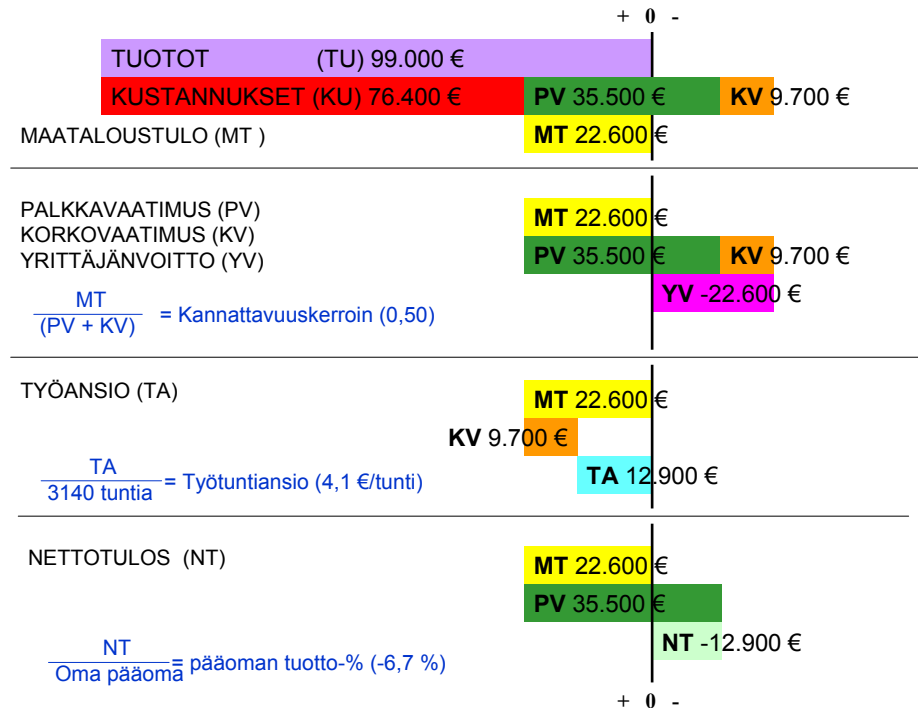 + 0 -
TUOTOT (TU) 99.000 €
KUSTANNUKSET (KU) 76.400 € PV 35.500 € KV 9.700 €
MAATALOUSTULO (MT ) MT 22.600 €
PALKKAVAATIMUS (PV) MT 22.600 €
KORKOVAATIMUS (KV)
YRITTÄJÄNVOITTO (YV) PV 35.500 € KV 9.700 €
YV -22.600 €
MT
(PV + KV) = Kannattavuuskerroin (0,50)
TYÖANSIO (TA) MT 22.600 €
KV 9.700 €
TA 12.900 €
TA
3140 tuntia = Työtuntiansio (4,1 €/tunti)
NETTOTULOS (NT) MT 22.600 €
PV 35.500 €
NT -12.900 €
NT
Oma pääoma = pääoman tuotto-% (-6,7 %)
+ 0 -